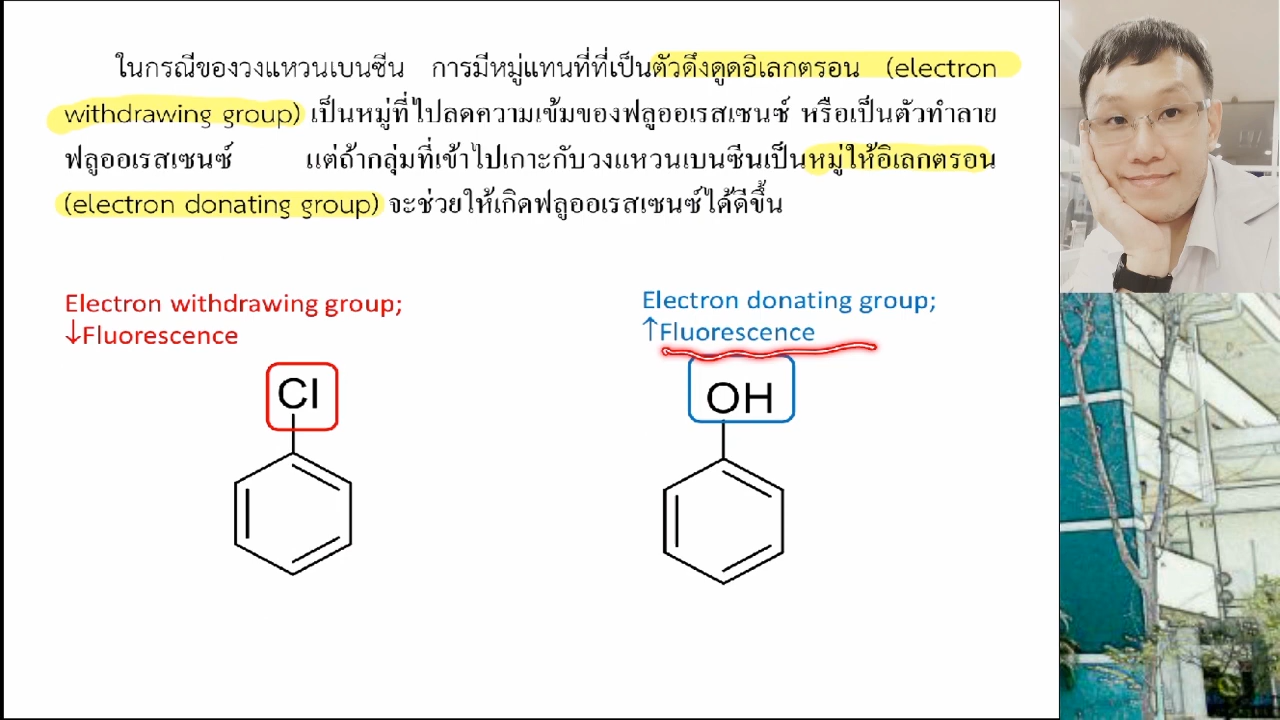 ในกรณีของวงแหวนเบนซีน การมีหมู่แทนที่ที่เป็นตัวดึงดูดอิเลกตรอน (electron
withdrawing group) เป็นหมู่ที่ไปลดความเข้มของฟลูออเรสเซนซ์ หรือเป็นตัวทำลาย
ฟลูออเรสเซนซ์ แต่ถ้ากลุ่มที่เข้าไปเกาะกับวงแหวนเบนซีนเป็นหมู่ให้อิเลกตรอน
(electron donating group) จะช่วยให้เกิดฟลูออเรสเซนซ์ได้ดีขึ้น
Electron withdrawing group;
↓Fluorescence
Cl
Electron donating group;
↑Fluorescence
OH